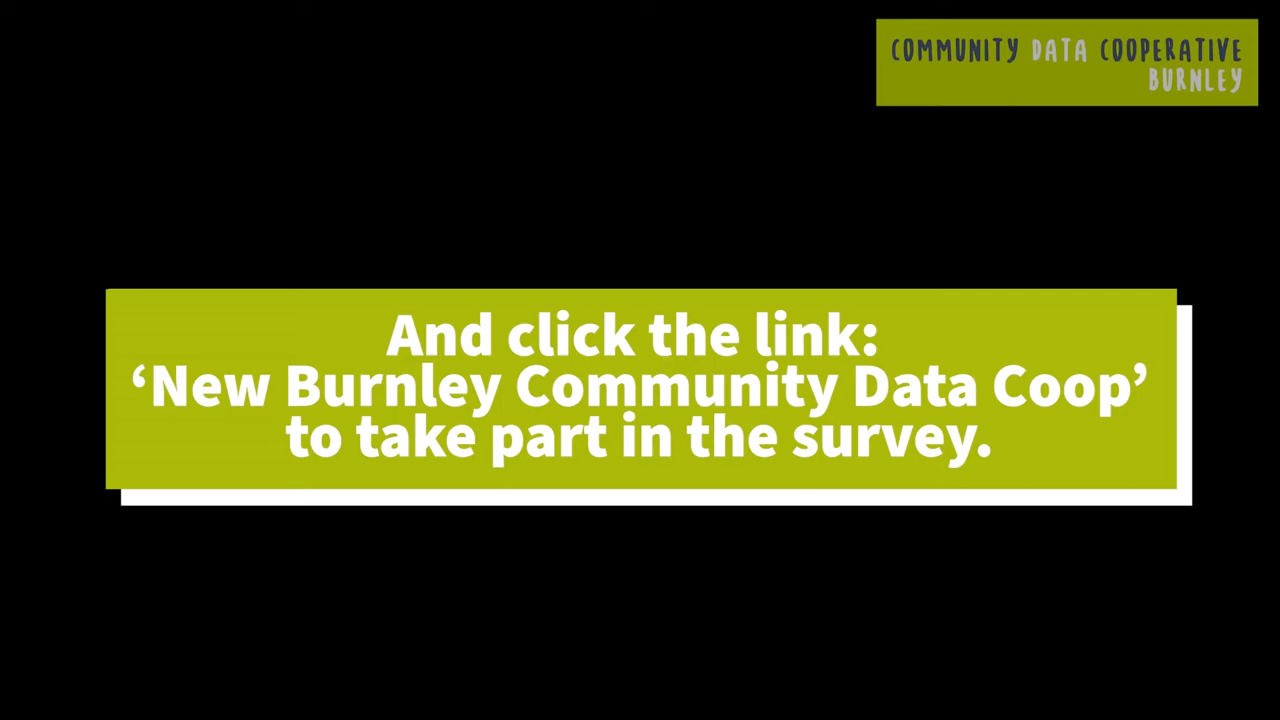 COMMUNITY DATA COOPERATIVE
BURNLEY
And click the link:
‘New Burnley Community Data Coop’
to take part in the survey.